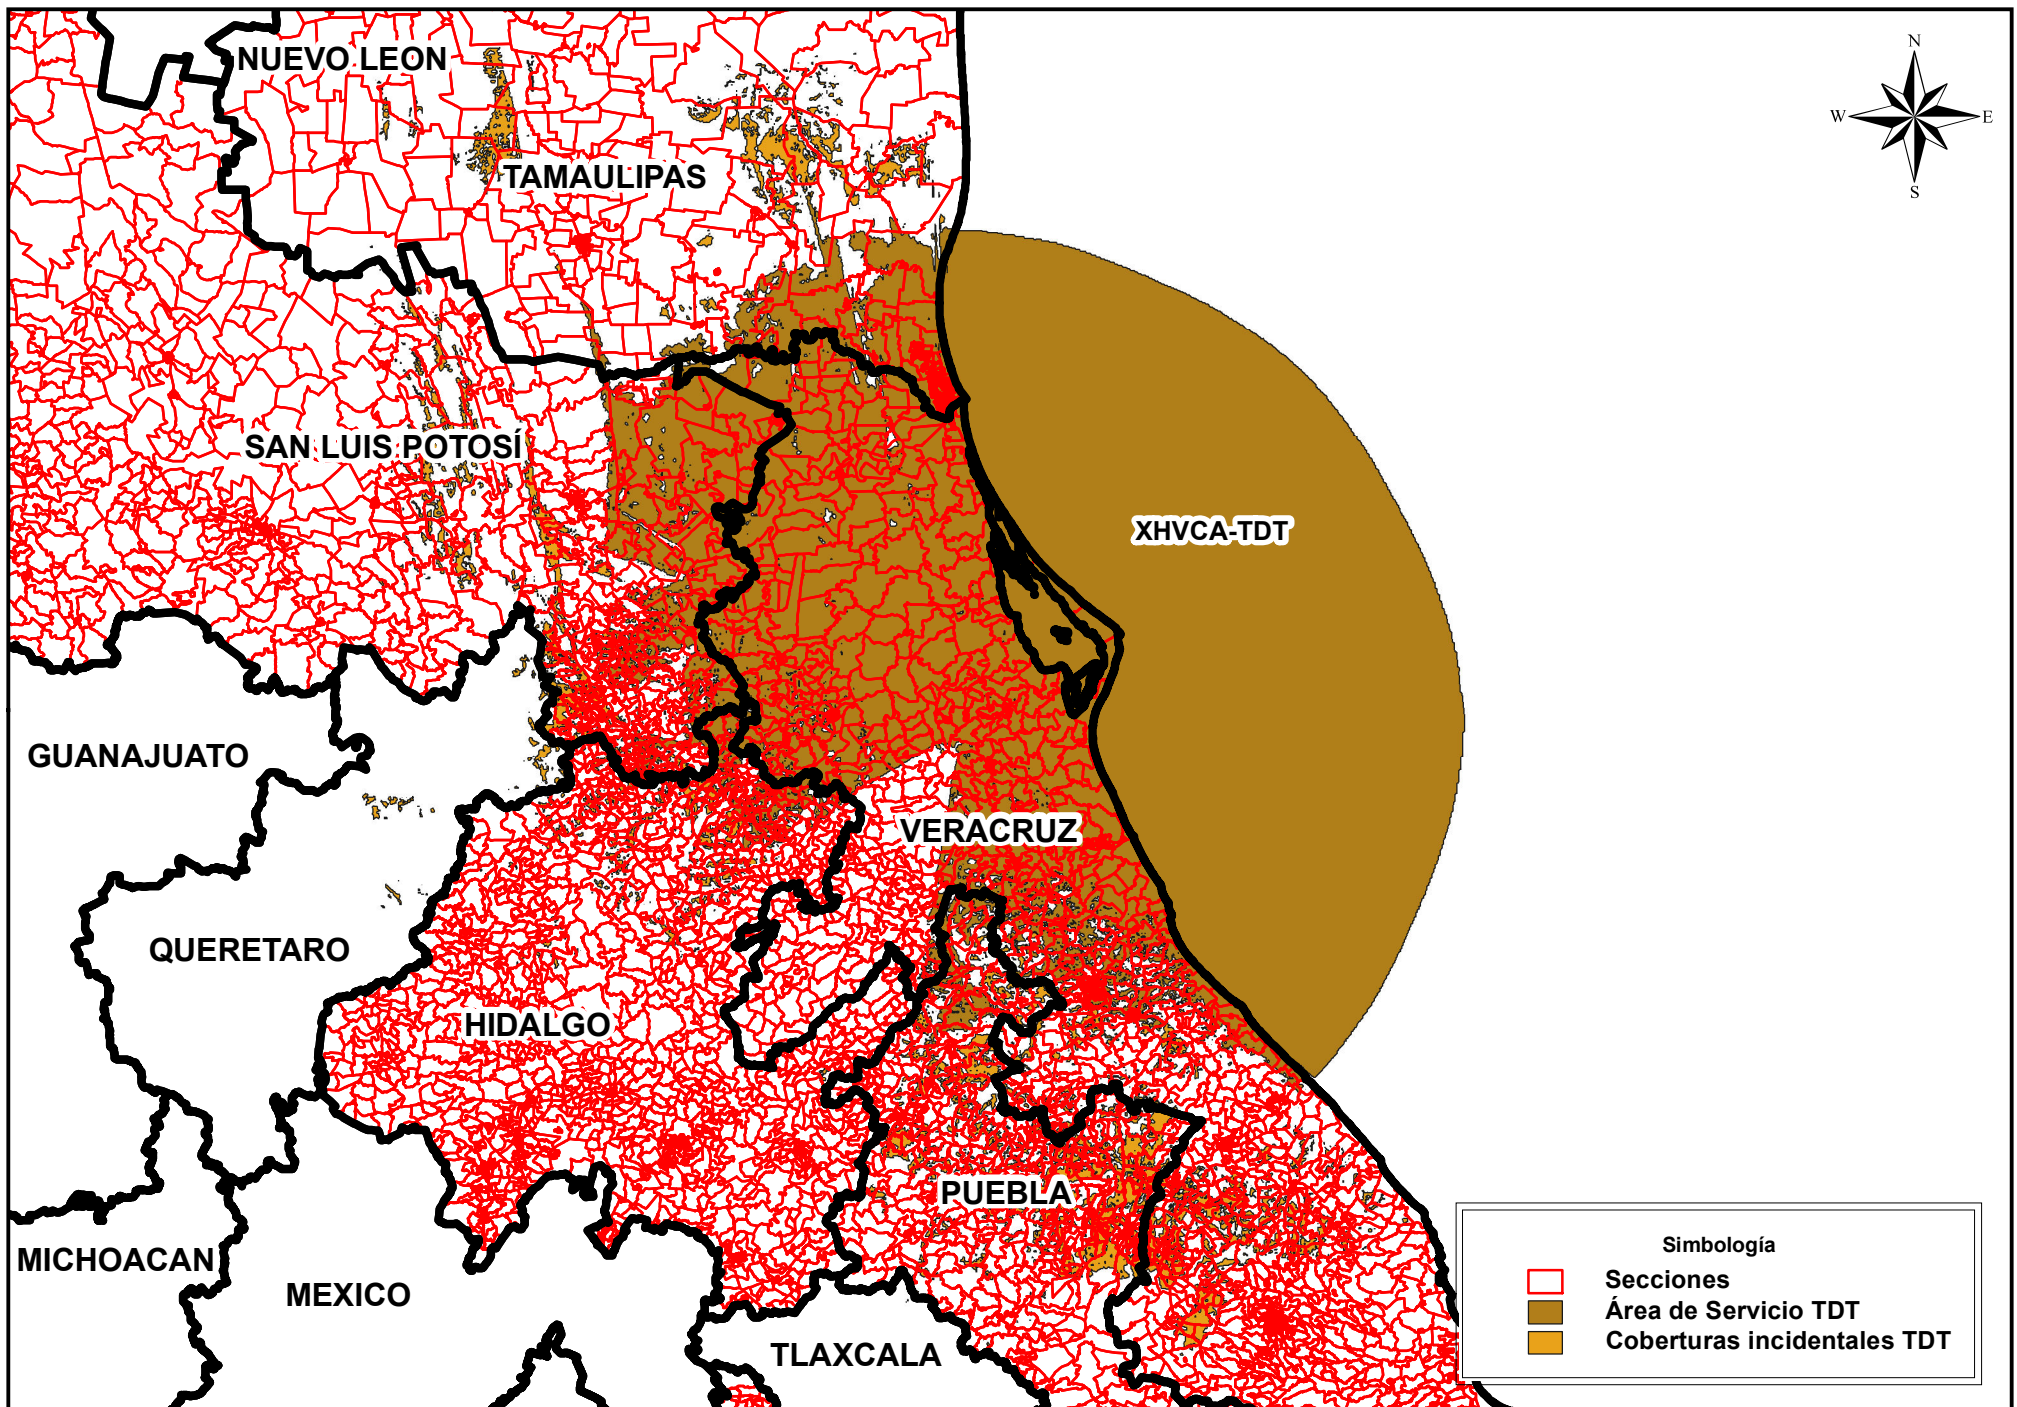 N
NUEVO LEON
W
E
TAMAULIPAS
S
SAN LUIS POTOSÍ
XHVCA-TDT
GUANAJUATO
VERACRUZ
QUERETARO
HIDALGO
PUEBLA
MICHOACAN
MEXICO
TLAXCALA
Simbología
Secciones
Área de Servicio TDT
Coberturas incidentales TDT